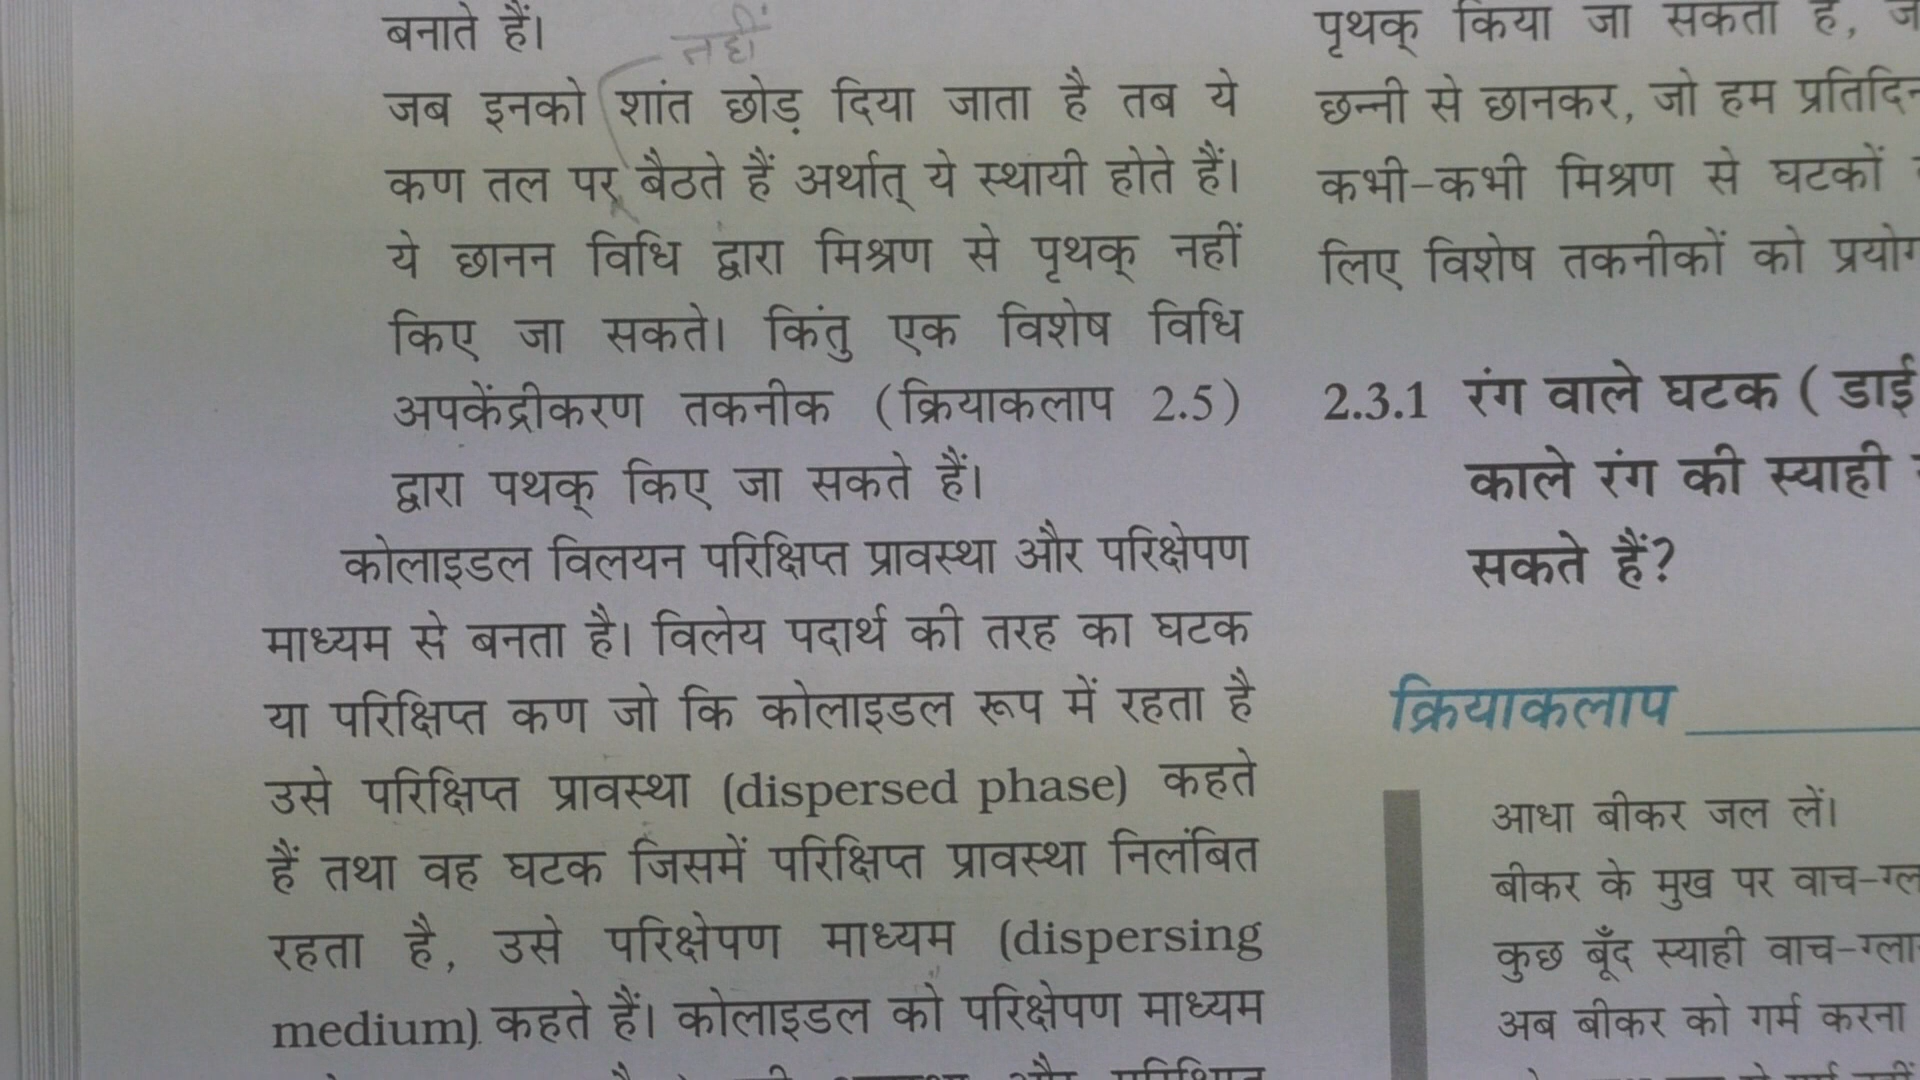 बनाते हैं।
नहीं
जब इनको शांत छोड़ दिया जाता है तब ये
कण तल पर बैठते हैं अर्थात् ये स्थायी होते हैं।
ये छानन विधि द्वारा मिश्रण से पृथक् नहीं
किए जा सकते। किंतु एक विशेष विधि
अपकेंद्रीकरण तकनीक (क्रियाकलाप 2.5)
द्वारा पथक् किए जा सकते हैं।
कोलाइडल विलयन परिक्षिप्त प्रावस्था और परिक्षेपण
माध्यम से बनता है। विलेय पदार्थ की तरह का घटक
या परिक्षिप्त कण जो कि कोलाइडल रूप में रहता है
उसे परिक्षिप्त प्रावस्था (dispersed phase) कहते
हैं तथा वह घटक जिसमें परिक्षिप्त प्रावस्था निलंबित
रहता है, उसे परिक्षेपण माध्यम (dispersing
medium) कहते हैं। कोलाइडल को परिक्षेपण माध्यम
पृथक् किया जा सकता है,
छन्नी से छानकर, जो हम
कभी-कभी मिश्रण से घटकों
लिए विशेष तकनीकों को
2.3.1 रंग वाले घटक ( डाई
काले रंग की स्याही
सकते हैं?
क्रियाकलाप
आधा बीकर जल लें।
बीकर के मुख पर
कुछ बूँद स्याही
अब बीकर को गर्म करना